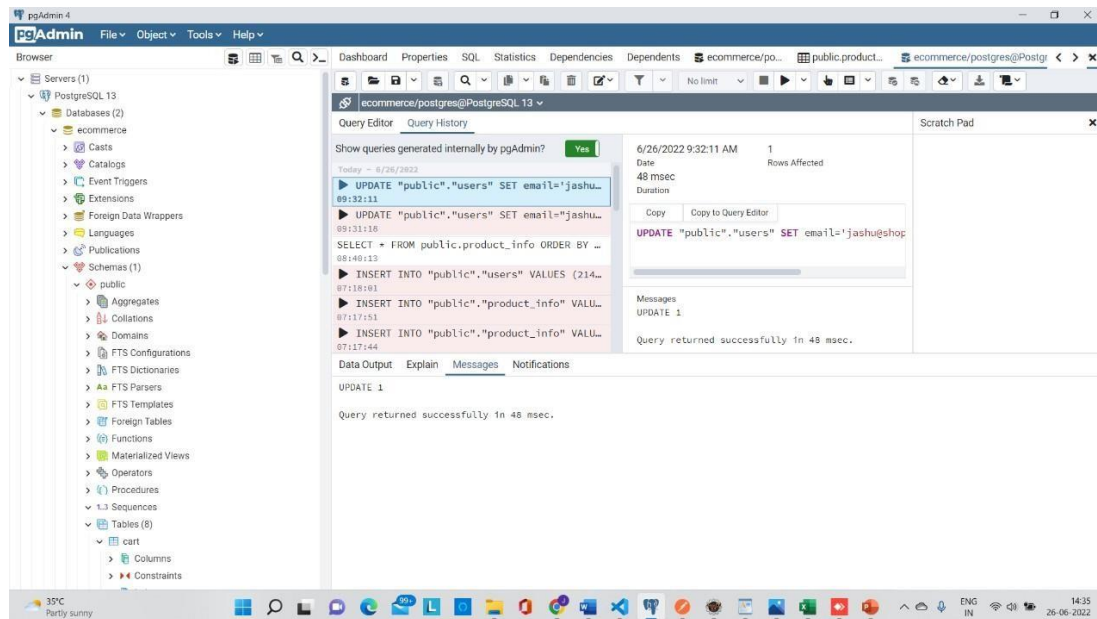 pgAdmin 4
pgAdmin File Object Tools Help
Browser
Dashboard Properties SQL Statistics Dependencies Dependents ecommerce/po... public.product... ecommerce/postgres@Postgr
No limit
ecommerce/postgres@PostgreSQL 13
Query Editor Query History
Scratch Pad
Show queries generated internally by pgAdmin? Yes
Today - 6/26/2022
UPDATE "public"."users" SET email='jashu…
09:32:11
UPDATE "public"."users" SET email="jashu…
09:31:18
SELECT * FROM public.product_info ORDER BY …
08:40:13
INSERT INTO "public"."users" VALUES (214…
07:18:01
INSERT INTO "public"."product_info" VALU…
07:17:51
INSERT INTO "public"."product_info" VALU…
07:17:44
6/26/2022 9:32:11 AM 1
Date Rows Affected
48 msec
Duration
Copy Copy to Query Editor
UPDATE "public"."users" SET email='jashu@shop
Messages
UPDATE 1
Query returned successfully in 48 msec.
Data Output Explain Messages Notifications
UPDATE 1
Query returned successfully in 48 msec.
Servers (1)
PostgreSQL 13
Databases (2)
ecommerce
Casts
Catalogs
Event Triggers
Extensions
Foreign Data Wrappers
Languages
Publications
Schemas (1)
public
Aggregates
Collations
Domains
FTS Configurations
FTS Dictionaries
Aa FTS Parsers
FTS Templates
Foreign Tables
Functions
Materialized Views
Operators
Procedures
1..3 Sequences
Tables (8)
cart
Columns
Constraints
35°C
Partly sunny
99+
ENG
IN
14:35
26-06-2022